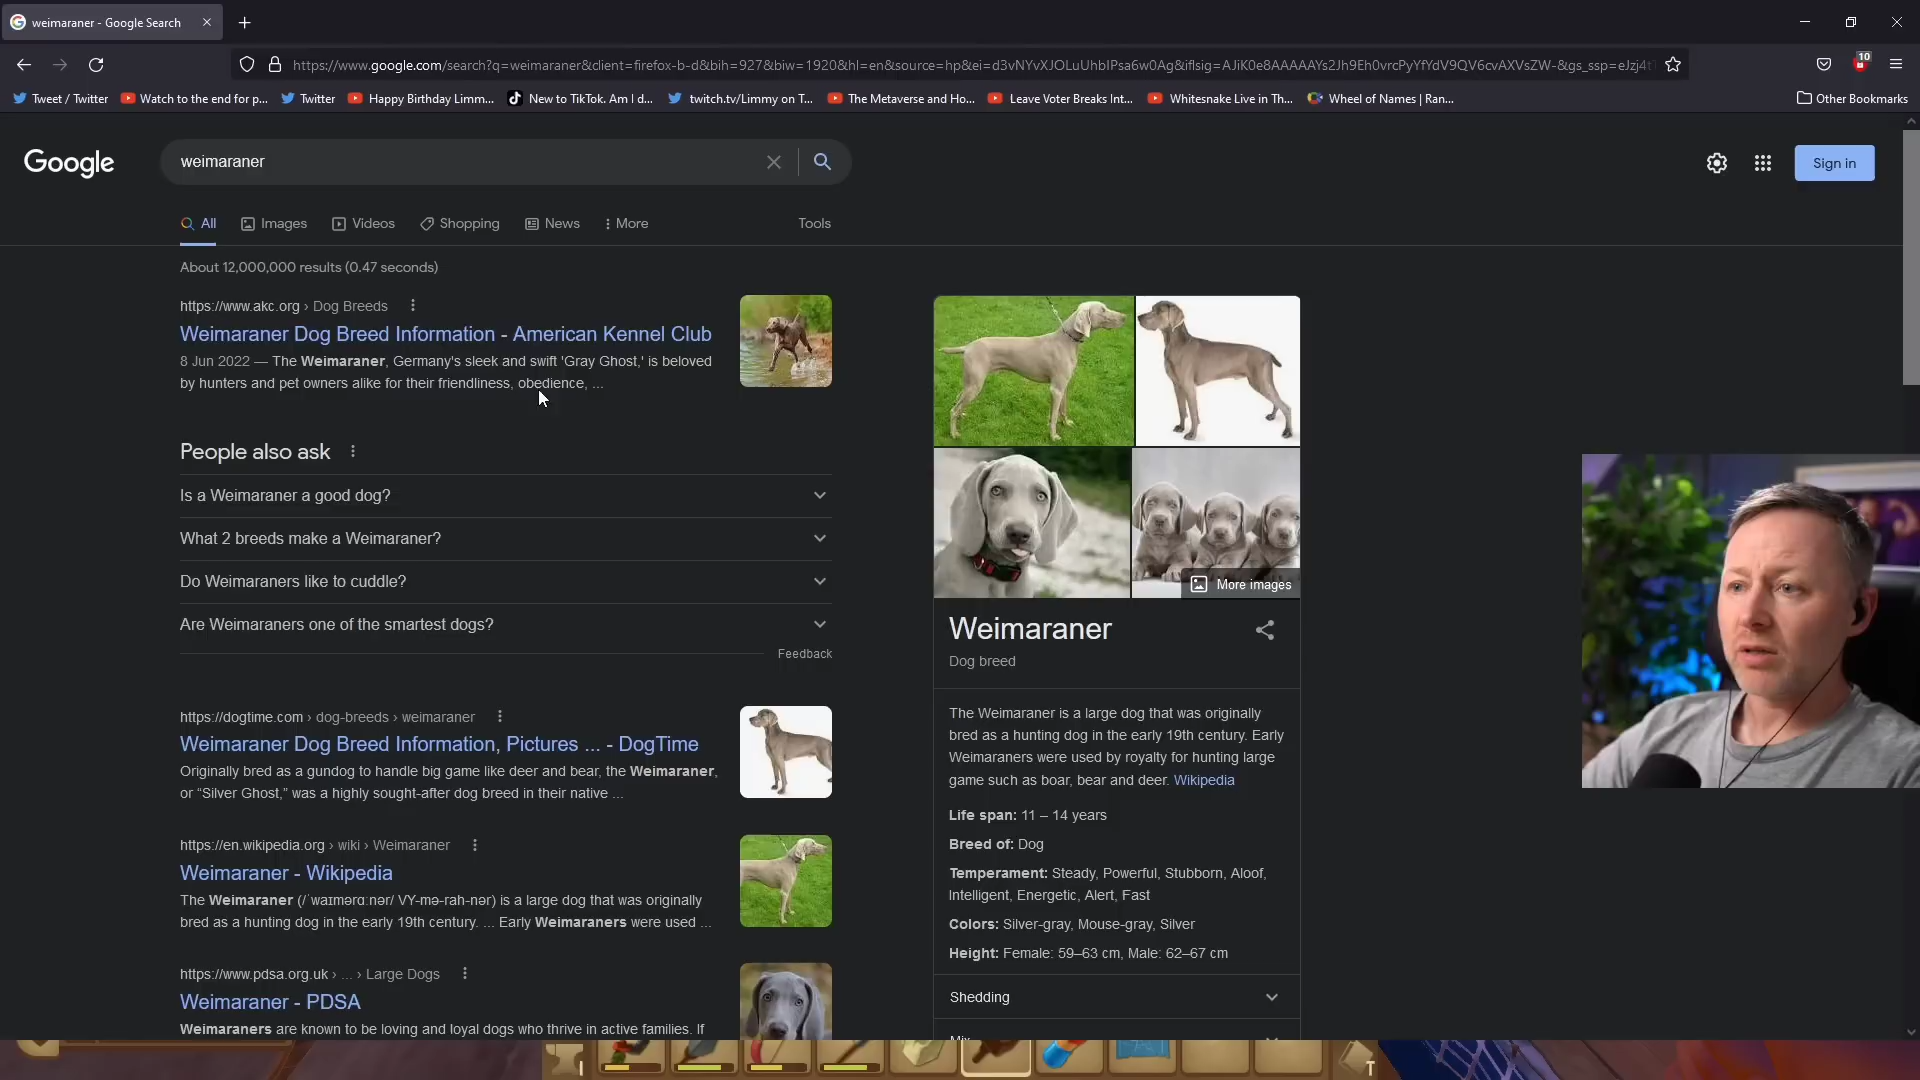 weimaraner - Google Search
https://www.google.com/search?q=weimaraner&client=firefox-b-d&bih=927&biw=1920&hl=en&source=hp&ei=d3vNYvXJOLuUhbIPsa6w0Ag&iflsig=AJiK0e8AAAAAYs2Jh9Eh0vrcPyYfYdV9QV6cvAXVsZW-&gs_ssp=eJzj4t
10
Tweet / Twitter
Watch to the end for p...
Twitter
Happy Birthday Limm...
New to TikTok. Am I d...
twitch.tv/Limmy on T...
The Metaverse and Ho...
Leave Voter Breaks Int...
Whitesnake Live in Th...
Wheel of Names | Ran...
Other Bookmarks
Google
weimaraner
Sign in
All
Images
Videos
Shopping
News
More
Tools
About 12,000,000 results (0.47 seconds)
https://www.akc.org › Dog Breeds
Weimaraner Dog Breed Information - American Kennel Club
8 Jun 2022 — The Weimaraner, Germany's sleek and swift 'Gray Ghost,' is beloved
by hunters and pet owners alike for their friendliness, obedience, ...
People also ask
Is a Weimaraner a good dog?
What 2 breeds make a Weimaraner?
Do Weimaraners like to cuddle?
Are Weimaraners one of the smartest dogs?
Feedback
https://dogtime.com › dog-breeds › weimaraner
Weimaraner Dog Breed Information, Pictures ... - DogTime
Originally bred as a gundog to handle big game like deer and bear, the Weimaraner,
or “Silver Ghost,” was a highly sought-after dog breed in their native ...
https://en.wikipedia.org › wiki › Weimaraner
Weimaraner - Wikipedia
The Weimaraner (/ˈwaɪmərɑːnər/ VY-mə-rah-nər) is a large dog that was originally
bred as a hunting dog in the early 19th century. ... Early Weimaraners were used ...
https://www.pdsa.org.uk › ... › Large Dogs
Weimaraner - PDSA
Weimaraners are known to be loving and loyal dogs who thrive in active families. If
More images
Weimaraner
Dog breed
The Weimaraner is a large dog that was originally
bred as a hunting dog in the early 19th century. Early
Weimaraners were used by royalty for hunting large
game such as boar, bear and deer. Wikipedia
Life span: 11 – 14 years
Breed of: Dog
Temperament: Steady, Powerful, Stubborn, Aloof,
Intelligent, Energetic, Alert, Fast
Colors: Silver-gray, Mouse-gray, Silver
Height: Female: 59–63 cm, Male: 62–67 cm
Shedding
I
T